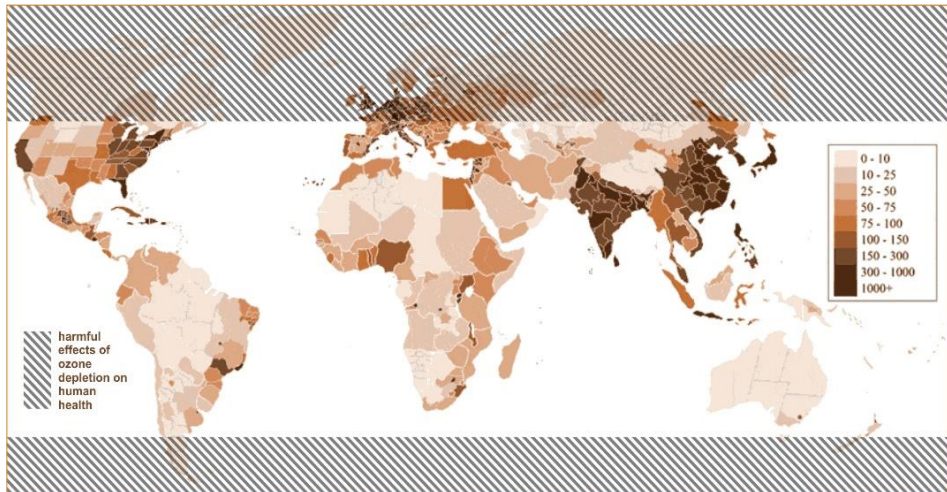 0 - 10
10 - 25
25 - 50
50 - 75
75 - 100
100 - 150
150 - 300
300 - 1000
1000+
harmful
effects of
ozone
depletion on
human
health